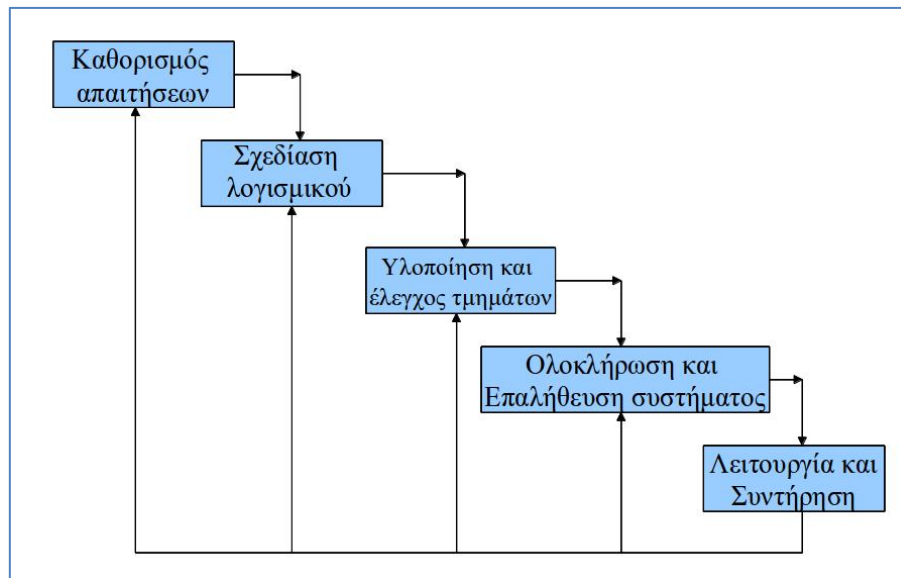 Καθορισμός
απαιτήσεων
Σχεδίαση
λογισμικού
Υλοποίηση και
έλεγχος τμημάτων
Ολοκλήρωση και
Επαλήθευση συστήματος
Λειτουργία και
Συντήρηση